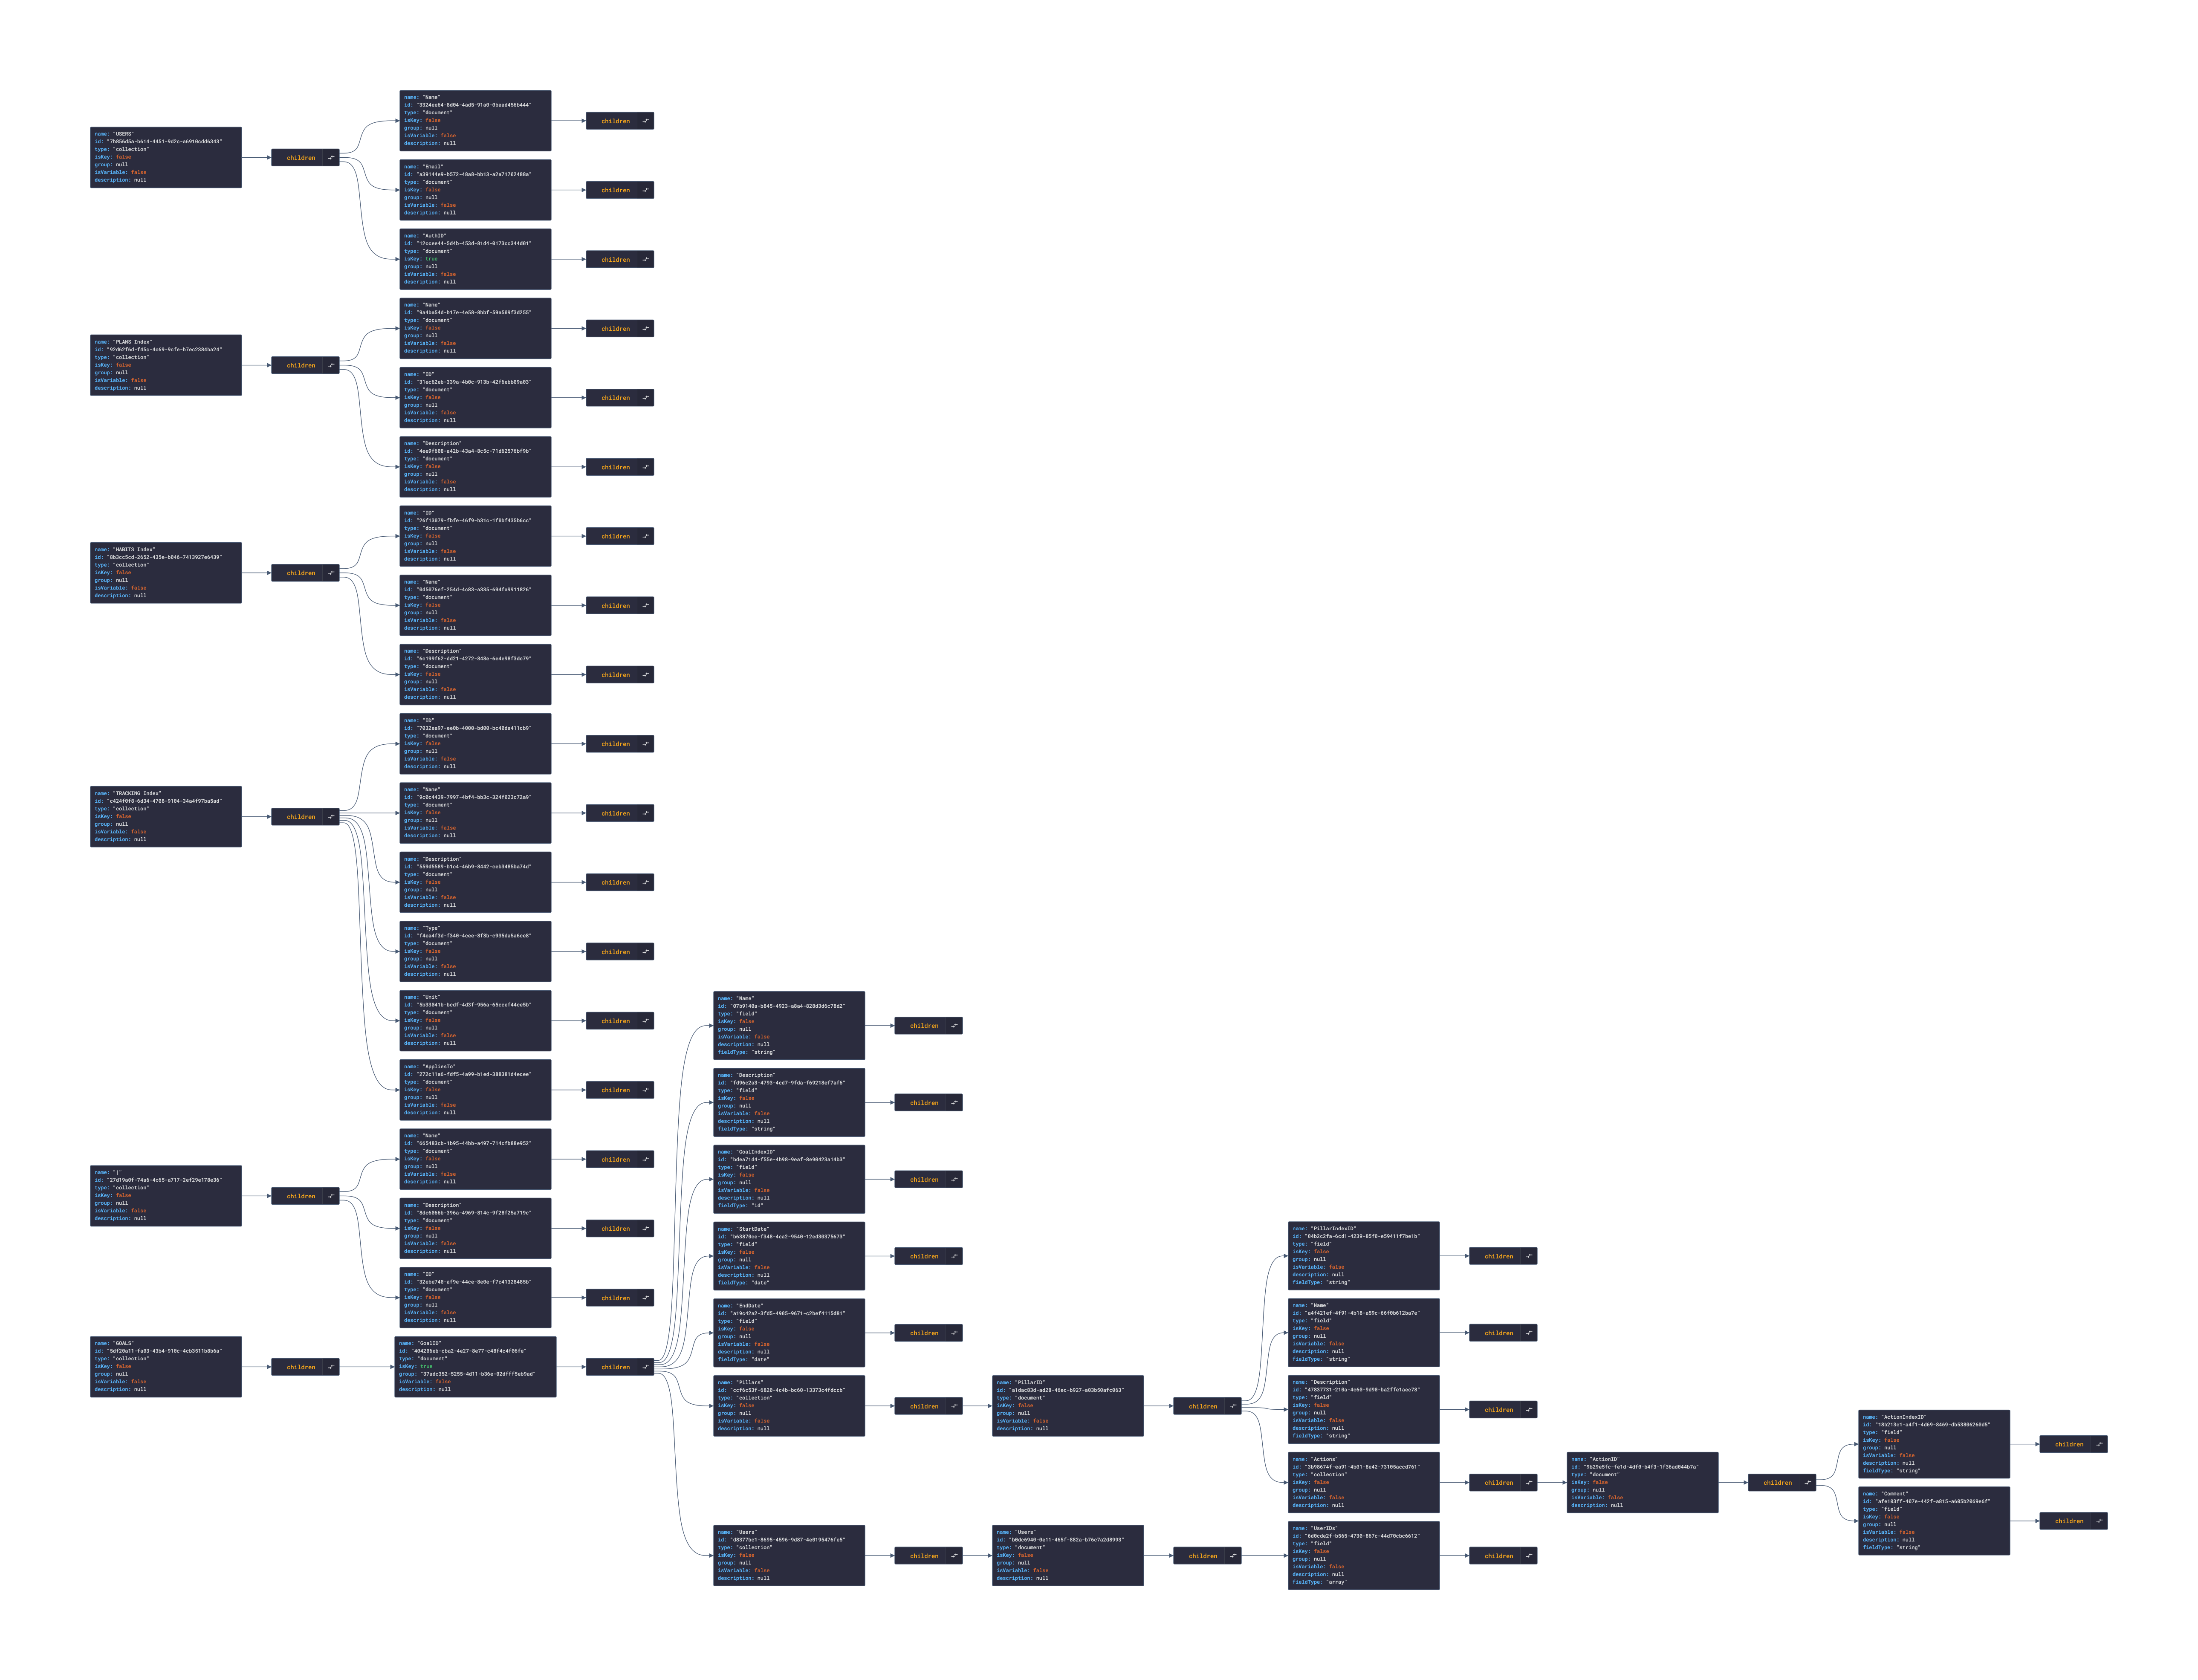 name: "USERS"
id: "7b856d5a-b614-4451-9d2c-a6910cdd6343"
type: "collection"
isKey: false
group: null
isVariable: false
description: null
children
name: "Name"
id: "3324ee64-0d04-4ad5-91a0-0baad456b444"
type: "document"
isKey: false
group: null
isVariable: false
description: null
children
name: "Email"
id: "a39144e9-b572-48a0-bb13-a2a71702480a"
type: "document"
isKey: false
group: null
isVariable: false
description: null
children
name: "AuthID"
id: "12ccee44-5d4b-453d-81d4-0173cc344d01"
type: "document"
isKey: true
group: null
isVariable: false
description: null
children
name: "PLANS Index"
id: "92d62f6d-f45c-4c69-9cfe-b7ec2384ba24"
type: "collection"
isKey: false
group: null
isVariable: false
description: null
children
name: "Name"
id: "9a4ba54d-b17e-4e58-8bbf-59a509f3d255"
type: "document"
isKey: false
group: null
isVariable: false
description: null
children
name: "ID"
id: "31ec62eb-339a-4b0c-913b-42f6ebb09a03"
type: "document"
isKey: false
group: null
isVariable: false
description: null
children
name: "Description"
id: "4ee9f608-a42b-43a4-8c5c-71d62576bf9b"
type: "document"
isKey: false
group: null
isVariable: false
description: null
children
name: "HABITS Index"
id: "8b3cc5cd-2652-435e-b046-7413927e6439"
type: "collection"
isKey: false
group: null
isVariable: false
description: null
children
name: "ID"
id: "26f13879-fbfe-46f9-b31c-1f8bf435b6cc"
type: "document"
isKey: false
group: null
isVariable: false
description: null
children
name: "Name"
id: "0d5076ef-254d-4c03-a335-694fa9911826"
type: "document"
isKey: false
group: null
isVariable: false
description: null
children
name: "Description"
id: "6c199f62-dd21-4272-848e-6e4e98f3dc79"
type: "document"
isKey: false
group: null
isVariable: false
description: null
children
name: "TRACKING Index"
id: "c424f0f8-6d34-4708-9104-34a4f97ba5ad"
type: "collection"
isKey: false
group: null
isVariable: false
description: null
children
name: "ID"
id: "7032ea97-ee0b-4000-bd80-bc48da411cb9"
type: "document"
isKey: false
group: null
isVariable: false
description: null
children
name: "Name"
id: "9c0c4439-7997-4bf4-bb3c-324f023c72a9"
type: "document"
isKey: false
group: null
isVariable: false
description: null
children
name: "Description"
id: "559d5589-b1c4-46b9-8442-ceb3405ba74d"
type: "document"
isKey: false
group: null
isVariable: false
description: null
children
name: "Type"
id: "f4ea4f3d-f340-4cee-8f3b-c935da5a6ce8"
type: "document"
isKey: false
group: null
isVariable: false
description: null
children
name: "Unit"
id: "5b33041b-bcdf-4d3f-956a-65ccef44ce5b"
type: "document"
isKey: false
group: null
isVariable: false
description: null
children
name: "AppliesTo"
id: "272c11a6-fdf5-4a99-b1ed-388381d4ecee"
type: "document"
isKey: false
group: null
isVariable: false
description: null
children
name: "|"
id: "27d19a0f-74a6-4c65-a717-2ef29e178e36"
type: "collection"
isKey: false
group: null
isVariable: false
description: null
children
name: "Name"
id: "665483cb-1b95-44bb-a497-714cfb88e952"
type: "document"
isKey: false
group: null
isVariable: false
description: null
children
name: "Description"
id: "8dc6066b-396a-4969-814c-9f28f25a719c"
type: "document"
isKey: false
group: null
isVariable: false
description: null
children
name: "ID"
id: "32ebe740-af9e-44ce-8e0e-f7c41328485b"
type: "document"
isKey: false
group: null
isVariable: false
description: null
children
name: "GOALS"
id: "5df28a11-fa03-43b4-910c-4cb3511b8b6a"
type: "collection"
isKey: false
group: null
isVariable: false
description: null
children
name: "GoalID"
id: "404206eb-cba2-4e27-8e77-c48f4c4f06fe"
type: "document"
isKey: true
group: "37adc352-5255-4d11-b36e-02dfff5eb9ad"
isVariable: false
description: null
children
name: "Name"
id: "07b9140a-b845-4923-a8a4-828d3d6c78d2"
type: "field"
isKey: false
group: null
isVariable: false
description: null
fieldType: "string"
children
name: "Description"
id: "fd96c2a3-4793-4cd7-9fda-f69218ef7af6"
type: "field"
isKey: false
group: null
isVariable: false
description: null
fieldType: "string"
children
name: "GoalIndexID"
id: "bdea71d4-f55e-4b98-9eaf-8e90423a14b3"
type: "field"
isKey: false
group: null
isVariable: false
description: null
fieldType: "id"
children
name: "StartDate"
id: "b63870ce-f340-4ca2-9540-12ed30375673"
type: "field"
isKey: false
group: null
isVariable: false
description: null
fieldType: "date"
children
name: "EndDate"
id: "a19c42a2-3fd5-4905-9671-c2bef4115d81"
type: "field"
isKey: false
group: null
isVariable: false
description: null
fieldType: "date"
children
name: "Pillars"
id: "ccf6c53f-6820-4c4b-bc60-13373c4fdccb"
type: "collection"
isKey: false
group: null
isVariable: false
description: null
children
name: "PillarID"
id: "a1dac83d-ad28-46ec-b927-a03b50afc063"
type: "document"
isKey: false
group: null
isVariable: false
description: null
children
name: "PillarIndexID"
id: "84b2c2fa-6cd1-4239-85f0-e59411f7be1b"
type: "field"
isKey: false
group: null
isVariable: false
description: null
fieldType: "string"
children
name: "Name"
id: "a4f421ef-4f91-4b18-a59c-66f0b612ba7e"
type: "field"
isKey: false
group: null
isVariable: false
description: null
fieldType: "string"
children
name: "Description"
id: "47837731-210a-4c60-9d90-ba2ffe1aec78"
type: "field"
isKey: false
group: null
isVariable: false
description: null
fieldType: "string"
children
name: "Actions"
id: "3b98674f-ea91-4b81-8e42-73105accd761"
type: "collection"
isKey: false
group: null
isVariable: false
description: null
children
name: "ActionID"
id: "9b29e5fc-fe1d-4df0-b4f3-1f36ad044b7a"
type: "document"
isKey: false
group: null
isVariable: false
description: null
children
name: "ActionIndexID"
id: "18b213c1-a4f1-4d69-8469-db53806260d5"
type: "field"
isKey: false
group: null
isVariable: false
description: null
fieldType: "string"
children
name: "Comment"
id: "afe103ff-407e-442f-a815-a605b2869e6f"
type: "field"
isKey: false
group: null
isVariable: false
description: null
fieldType: "string"
children
name: "Users"
id: "d8377bc1-8695-4596-9d87-4e8195476fe5"
type: "collection"
isKey: false
group: null
isVariable: false
description: null
children
name: "Users"
id: "b0dc6940-0e11-465f-882a-b76c7a2d8993"
type: "document"
isKey: false
group: null
isVariable: false
description: null
children
name: "UserIDs"
id: "6d0cde2f-b565-4730-867c-44d70cbc6612"
type: "field"
isKey: false
group: null
isVariable: false
description: null
fieldType: "array"
children